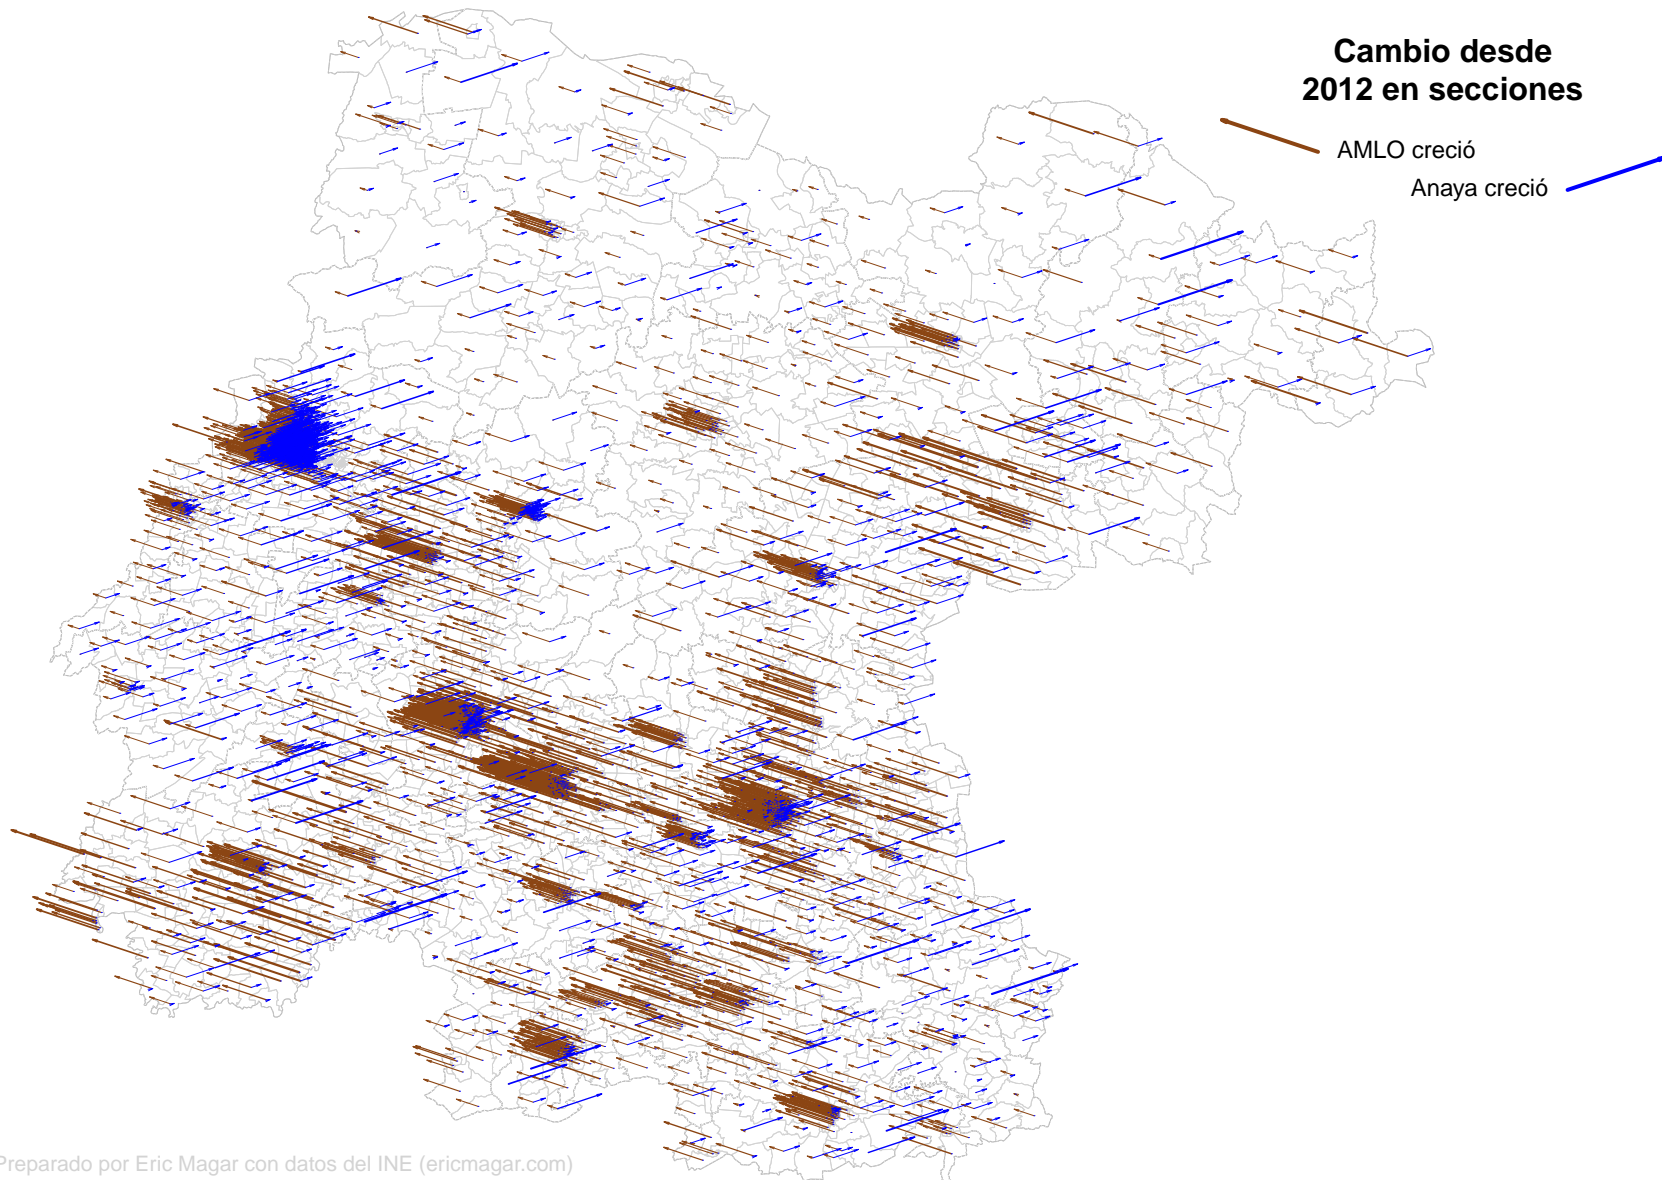 Cambio desde
2012 en secciones
AMLO creció
Anaya creció
Preparado por Eric Magar con datos del INE (ericmagar.com)